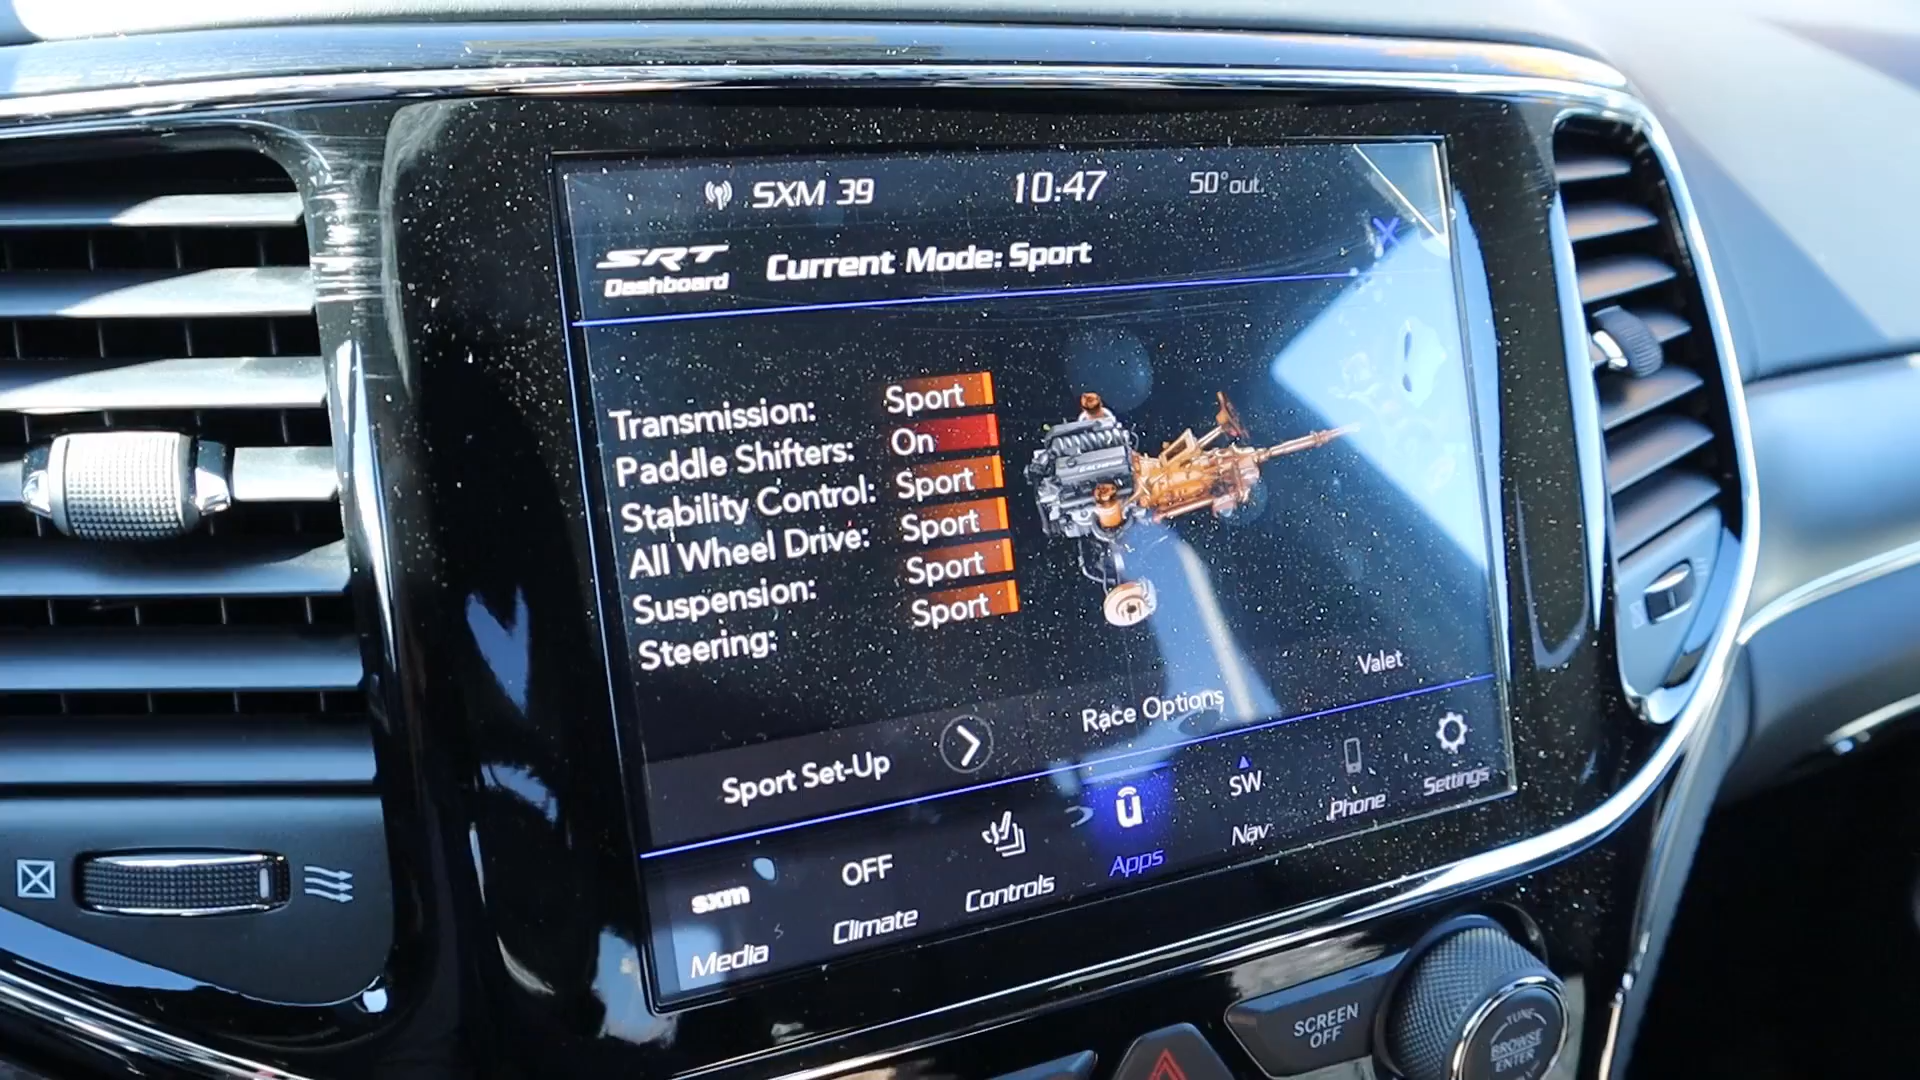 SXM 39 10:47 50° out.
SRT
Dashboard
Current Mode: Sport
Transmission: Sport
Paddle Shifters: On
Stability Control: Sport
All Wheel Drive: Sport
Suspension: Sport
Steering: Sport
Sport Set-Up Race Options Valet
sxm OFF SW
Media Climate Controls Apps Nav Phone Settings
SCREEN
OFF
TUNE
BROWSE
ENTER